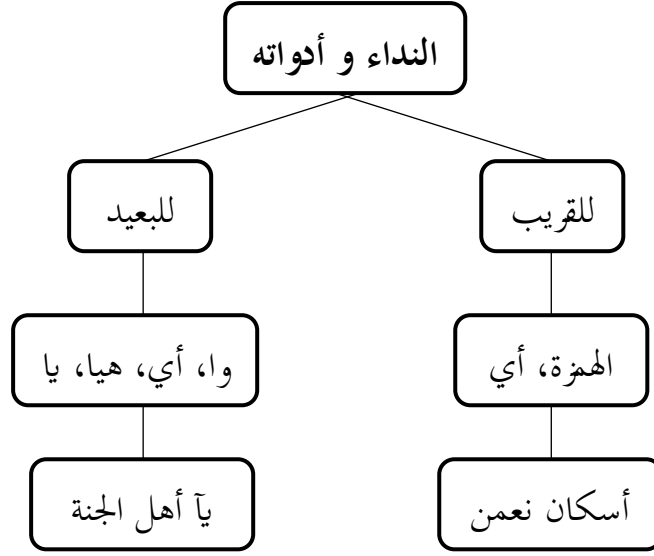 النداء و أدواته
للقريب
للبعيد
الهمزة، أي
وا، أي، هيا، يا
أسكان نعمن
يآ أهل الجنة